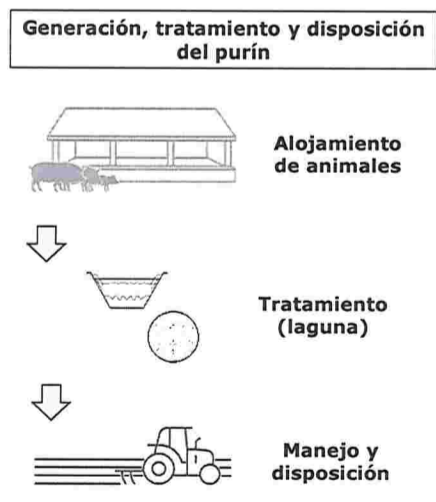 Generación, tratamiento y disposición
del purín
Alojamiento
de animales
Tratamiento
(laguna)
Manejo y
disposición